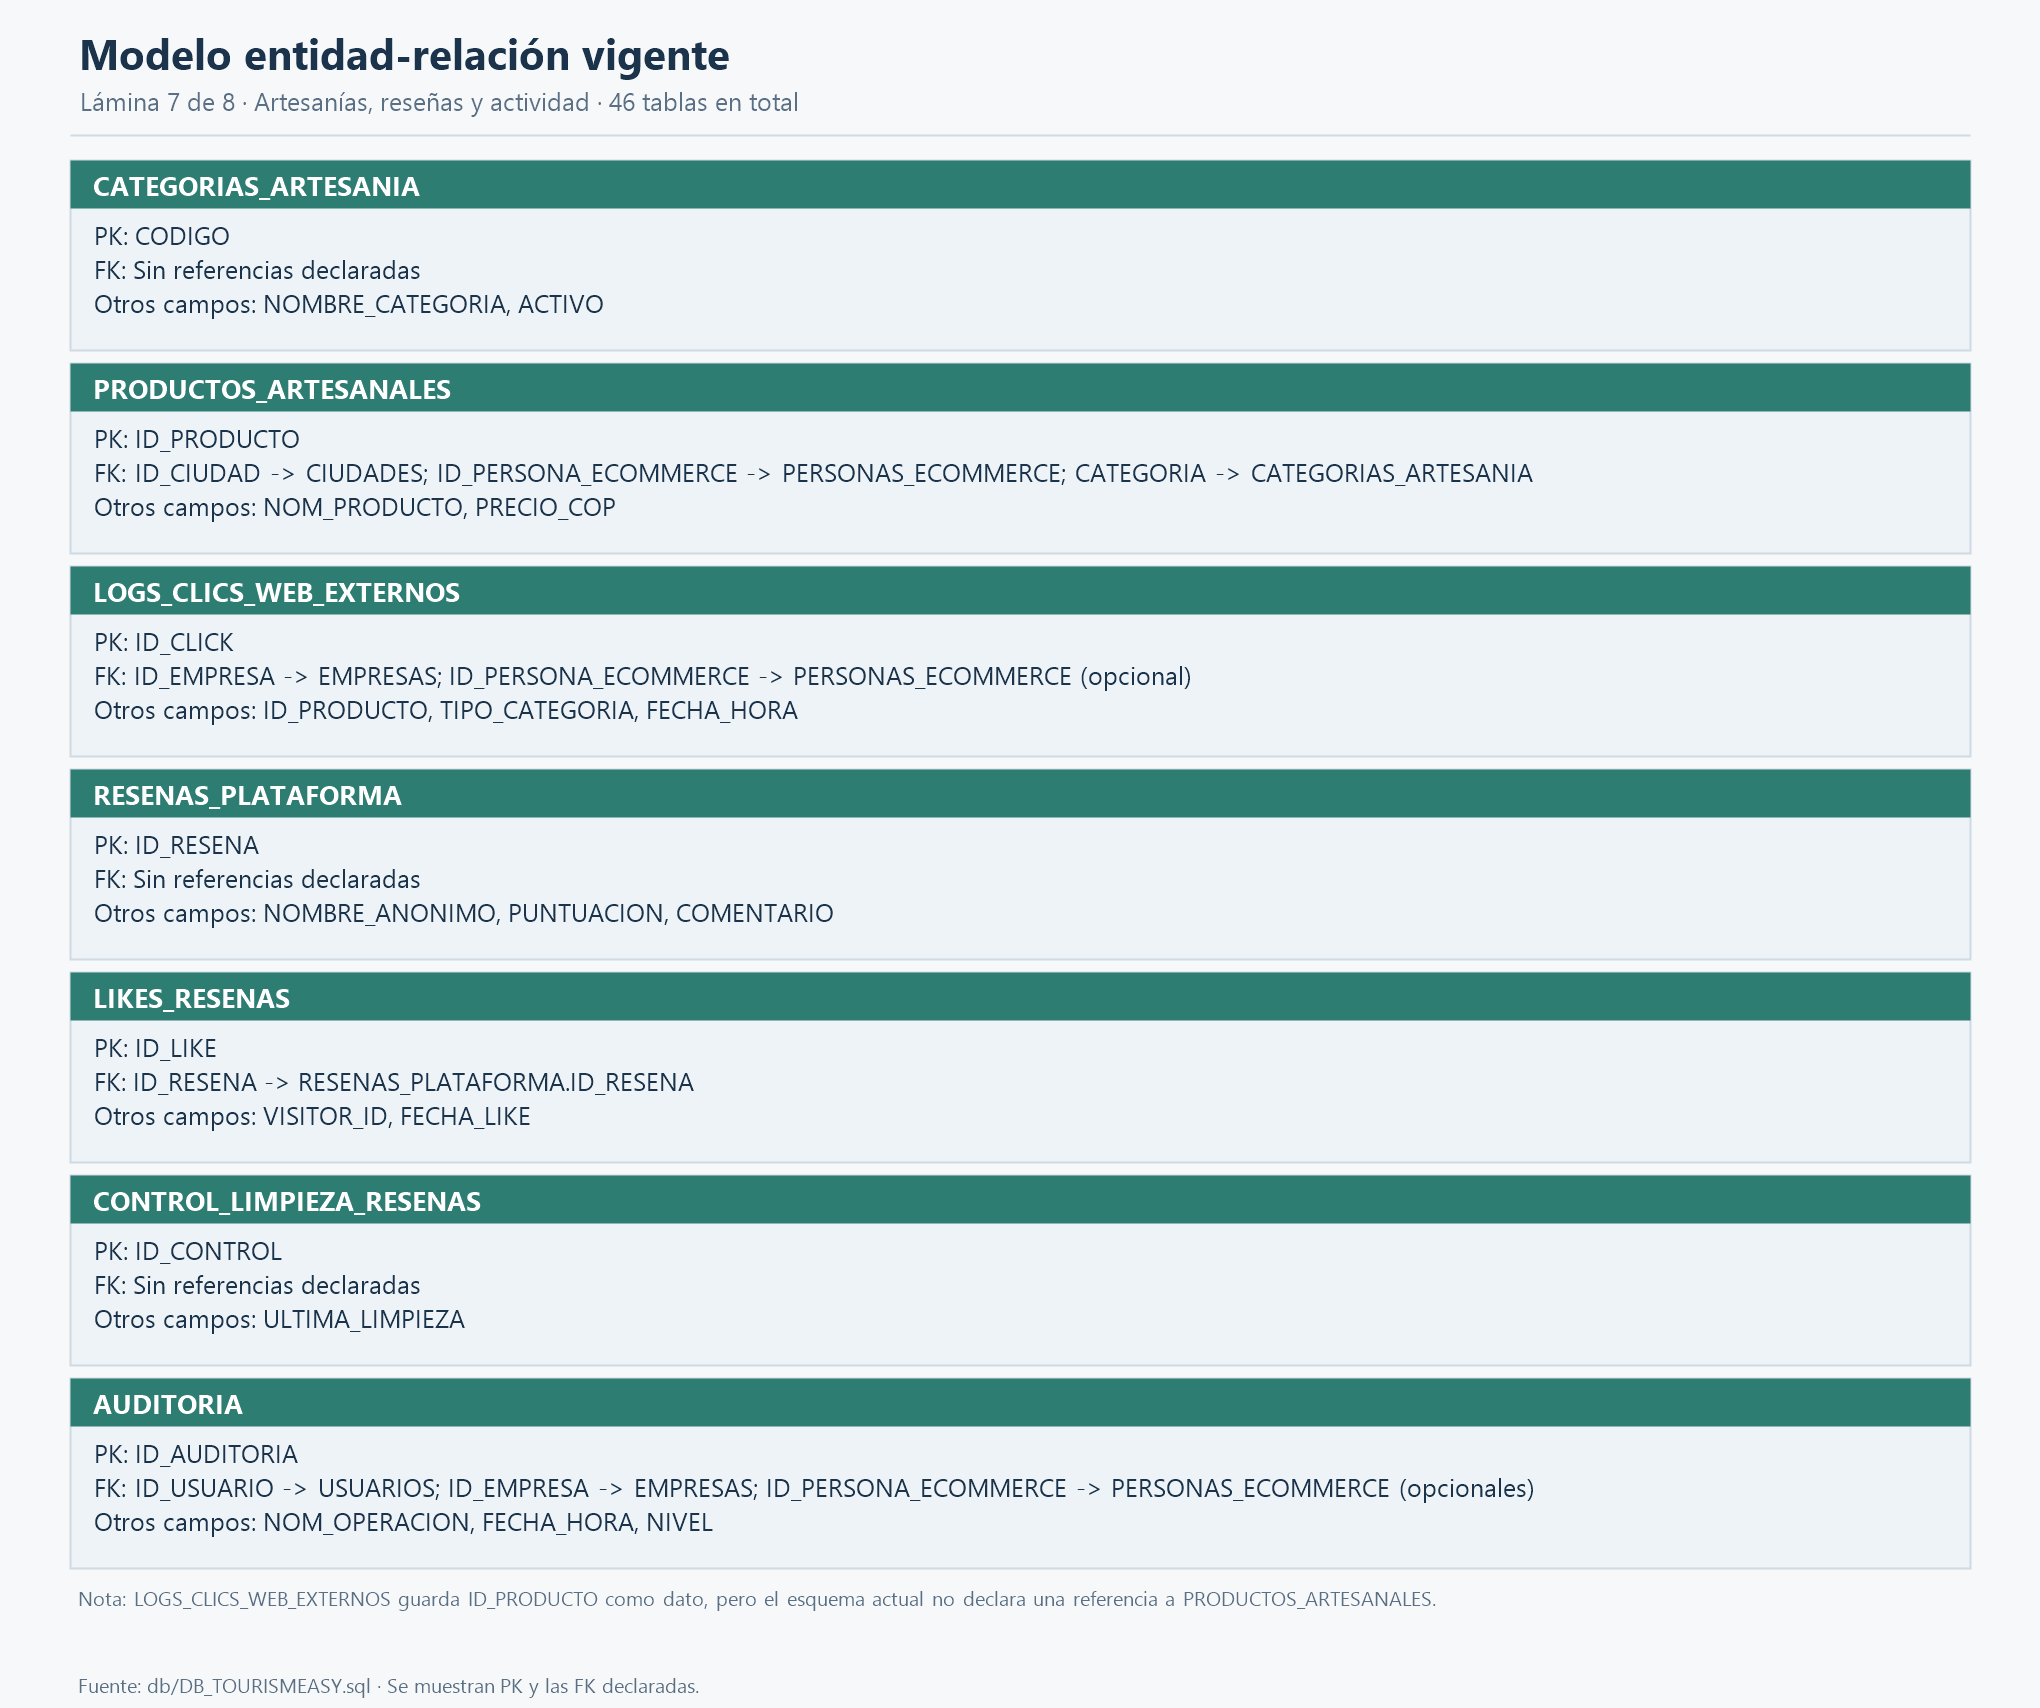 Modelo entidad-relación vigente
Lámina 7 de 8 · Artesanías, reseñas y actividad · 46 tablas en total
CATEGORIAS_ARTESANIA
PK: CODIGO
FK: Sin referencias declaradas
Otros campos: NOMBRE_CATEGORIA, ACTIVO
PRODUCTOS_ARTESANALES
PK: ID_PRODUCTO
FK: ID_CIUDAD -> CIUDADES; ID_PERSONA_ECOMMERCE -> PERSONAS_ECOMMERCE; CATEGORIA -> CATEGORIAS_ARTESANIA
Otros campos: NOM_PRODUCTO, PRECIO_COP
LOGS_CLICS_WEB_EXTERNOS
PK: ID_CLICK
FK: ID_EMPRESA -> EMPRESAS; ID_PERSONA_ECOMMERCE -> PERSONAS_ECOMMERCE (opcional)
Otros campos: ID_PRODUCTO, TIPO_CATEGORIA, FECHA_HORA
RESENAS_PLATAFORMA
PK: ID_RESENA
FK: Sin referencias declaradas
Otros campos: NOMBRE_ANONIMO, PUNTUACION, COMENTARIO
LIKES_RESENAS
PK: ID_LIKE
FK: ID_RESENA -> RESENAS_PLATAFORMA.ID_RESENA
Otros campos: VISITOR_ID, FECHA_LIKE
CONTROL_LIMPIEZA_RESENAS
PK: ID_CONTROL
FK: Sin referencias declaradas
Otros campos: ULTIMA_LIMPIEZA
AUDITORIA
PK: ID_AUDITORIA
FK: ID_USUARIO -> USUARIOS; ID_EMPRESA -> EMPRESAS; ID_PERSONA_ECOMMERCE -> PERSONAS_ECOMMERCE (opcionales)
Otros campos: NOM_OPERACION, FECHA_HORA, NIVEL
Nota: LOGS_CLICS_WEB_EXTERNOS guarda ID_PRODUCTO como dato, pero el esquema actual no declara una referencia a PRODUCTOS_ARTESANALES.
Fuente: db/DB_TOURISMEASY.sql · Se muestran PK y las FK declaradas.